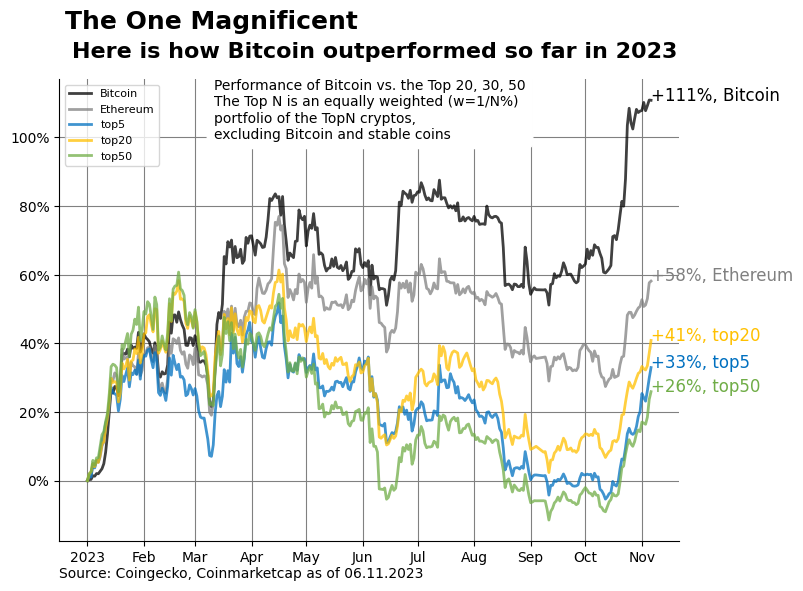 The One Magnificent
Here is how Bitcoin outperformed so far in 2023
Bitcoin
Ethereum
top5
top20
top50
Performance of Bitcoin vs. the Top 20, 30, 50
The Top N is an equally weighted (w=1/N%)
portfolio of the TopN cryptos,
excluding Bitcoin and stable coins
+111%, Bitcoin
+58%, Ethereum
+41%, top20
+33%, top5
+26%, top50
100%
80%
60%
40%
20%
0%
2023 Feb Mar Apr May Jun Jul Aug Sep Oct Nov
Source: Coingecko, Coinmarketcap as of 06.11.2023